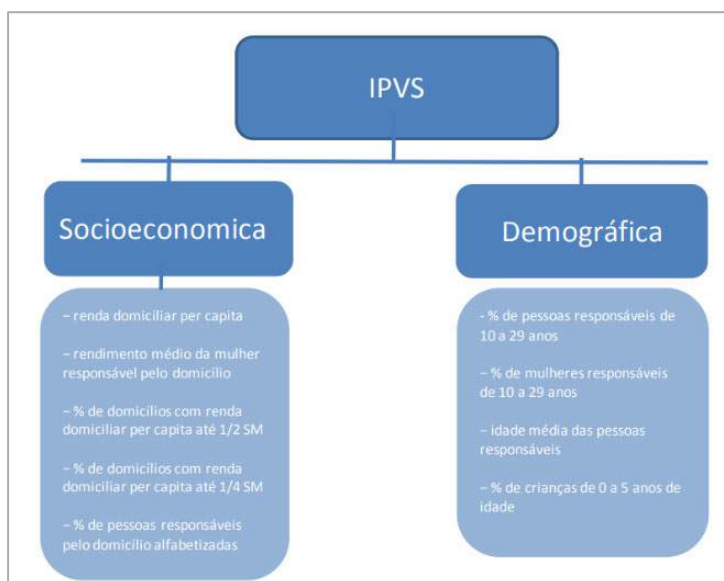 IPVS
Socioeconomica
– renda domiciliar per capita
– rendimento médio da mulher
responsável pelo domicílio
– % de domicílios com renda
domiciliar per capita até 1/2 SM
– % de domicílios com renda
domiciliar per capita até 1/4 SM
– % de pessoas responsáveis
pelo domicílio alfabetizadas
Demográfica
- % de pessoas responsáveis de
10 a 29 anos
– % de mulheres responsáveis
de 10 a 29 anos
– idade média das pessoas
responsáveis
– % de crianças de 0 a 5 anos de
idade